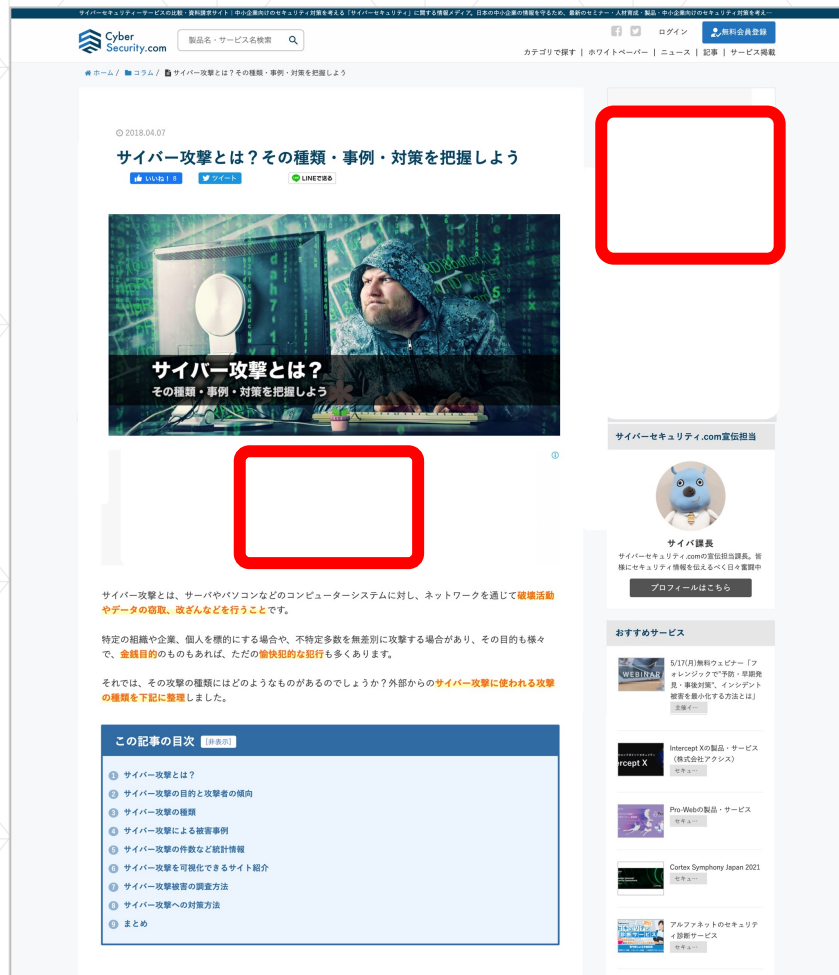 サイバーセキュリティーサービスの比較・資料請求サイト｜中小企業向けのセキュリティ対策を考える「サイバーセキュリティ」に関する情報メディア。日本の中小企業の情報を守るため、最新のセミナー・人材育成・製品・中小企業向けのセキュリティ対策を考え…
Cyber
Security.com
製品名・サービス名検索
ログイン
無料会員登録
カテゴリで探す | ホワイトペーパー | ニュース | 記事 | サービス掲載
ホーム / コラム / サイバー攻撃とは？その種類・事例・対策を把握しよう
2018.04.07
サイバー攻撃とは？その種類・事例・対策を把握しよう
いいね！ 8 ツイート LINEで送る
サイバー攻撃とは？
その種類・事例・対策を把握しよう
サイバー攻撃とは、サーバやパソコンなどのコンピューターシステムに対し、ネットワークを通じて破壊活動
やデータの窃取、改ざんなどを行うことです。
特定の組織や企業、個人を標的にする場合や、不特定多数を無差別に攻撃する場合があり、その目的も様々
で、金銭目的のものもあれば、ただの愉快犯的な犯行も多くあります。
それでは、その攻撃の種類にはどのようなものがあるのでしょうか？外部からのサイバー攻撃に使われる攻撃
の種類を下記に整理しました。
この記事の目次 [非表示]
1 サイバー攻撃とは？
2 サイバー攻撃の目的と攻撃者の傾向
3 サイバー攻撃の種類
4 サイバー攻撃による被害事例
5 サイバー攻撃の件数など統計情報
6 サイバー攻撃を可視化できるサイト紹介
7 サイバー攻撃被害の調査方法
8 サイバー攻撃への対策方法
9 まとめ
サイバーセキュリティ.com宣伝担当
サイバ課長
サイバーセキュリティ.comの宣伝担当課長。皆
様にセキュリティ情報を伝えるべく日々奮闘中
プロフィールはこちら
おすすめサービス
WEBINAR
5/17(月)無料ウェビナー「フ
ォレンジックで“予防・早期発
見・事後対策”、インシデント
被害を最小化する方法とは」
主催イ…
ercept X
Intercept Xの製品・サービス
（株式会社アクシス）
セキュ…
Pro-Webの製品・サービス
セキュ…
Cortex Symphony Japan 2021
セキュ…
アルファネットのセキュリテ
ィ診断サービス
セキュ…